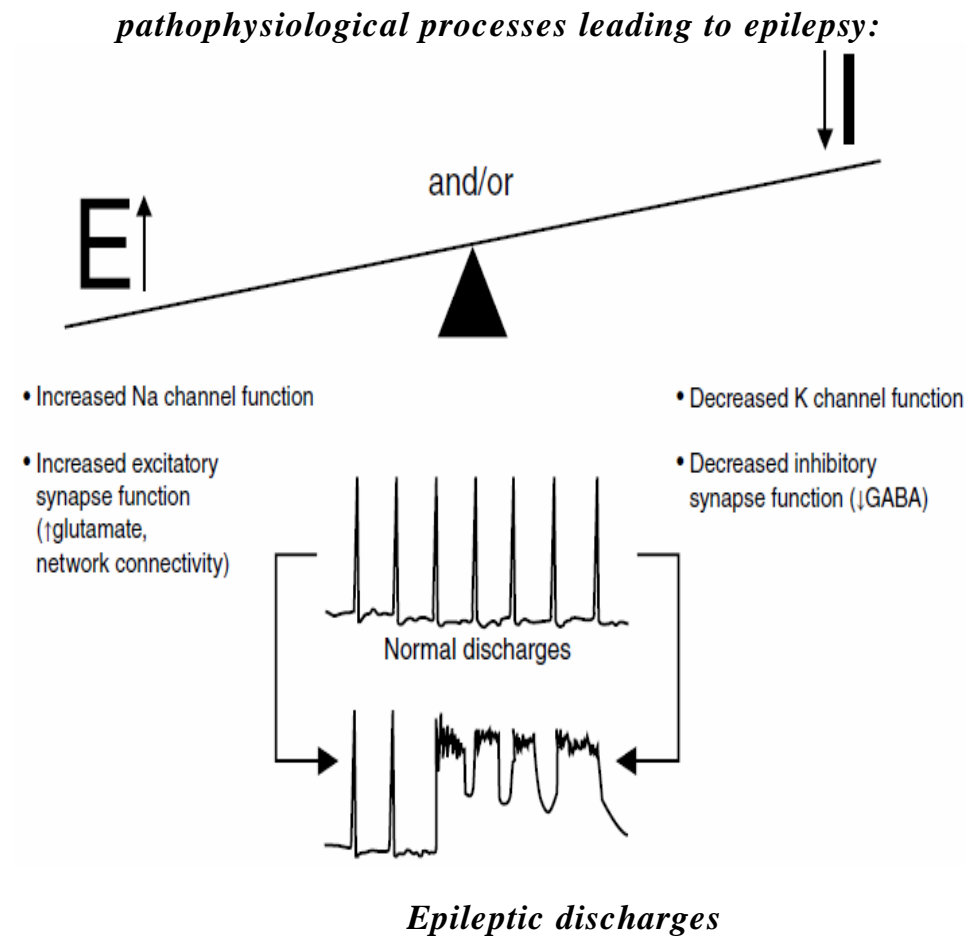 pathophysiological processes leading to epilepsy:
↓I
and/or
E↑
• Increased Na channel function
• Increased excitatory
synapse function
(↑glutamate,
network connectivity)
• Decreased K channel function
• Decreased inhibitory
synapse function (↓GABA)
Normal discharges
Epileptic discharges